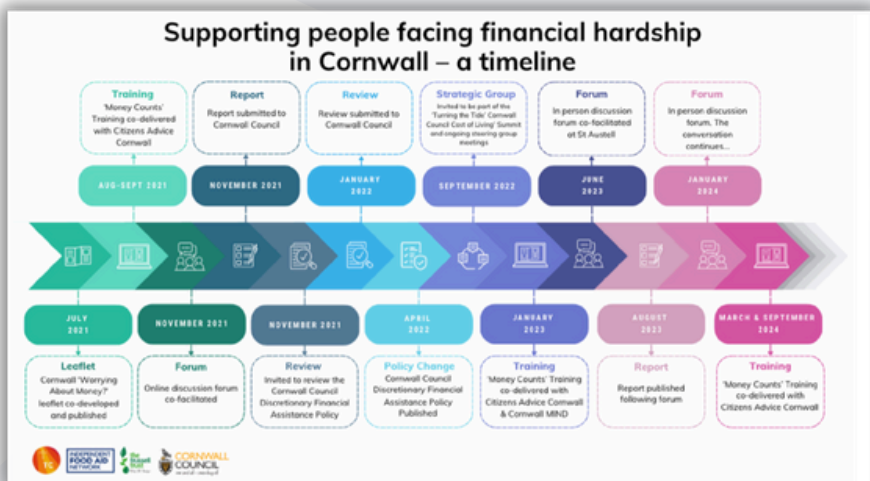 Supporting people facing financial hardship
in Cornwall – a timeline
Training
'Money Counts'
Training co-delivered
with Citizens Advice
Cornwall
Report
Report submitted to
Cornwall Council
Review
Review submitted to
Cornwall Council
Strategic Group
Invited to be part of the
'Turning the Tide' Cornwall
Council Cost of Living' Summit
and ongoing steering group
meetings
Forum
In person discussion
forum co-facilitated
at St Austell
Forum
In person discussion
forum, The
conversation
continues...
AUG-SEPT 2021
NOVEMBER 2021
JANUARY
2022
SEPTEMBER 2022
JUNE
2023
JANUARY
2024
JULY
2021
NOVEMBER 2021
NOVEMBER 2021
APRIL
2022
JANUARY
2023
AUGUST
2023
MARCH & SEPTEMBER
2024
Leaflet
Cornwall 'Worrying
About Money?'
leaflet co-developed
and published
Forum
Online discussion forum
co-facilitated
Review
Invited to review the
Cornwall Council
Discretionary Financial
Assistance Policy
Policy Change
Cornwall Council
Discretionary Financial
Assistance Policy
Published
Training
'Money Counts' Training
co-delivered with
Citizens Advice Cornwall
& Cornwall MIND
Report
Report published
following forum
Training
'Money Counts' Training
co-delivered with
Citizens Advice Cornwall
TC
INDEPENDENT
FOOD AID
NETWORK
the
Trussell
Trust
CORNWALL
COUNCIL